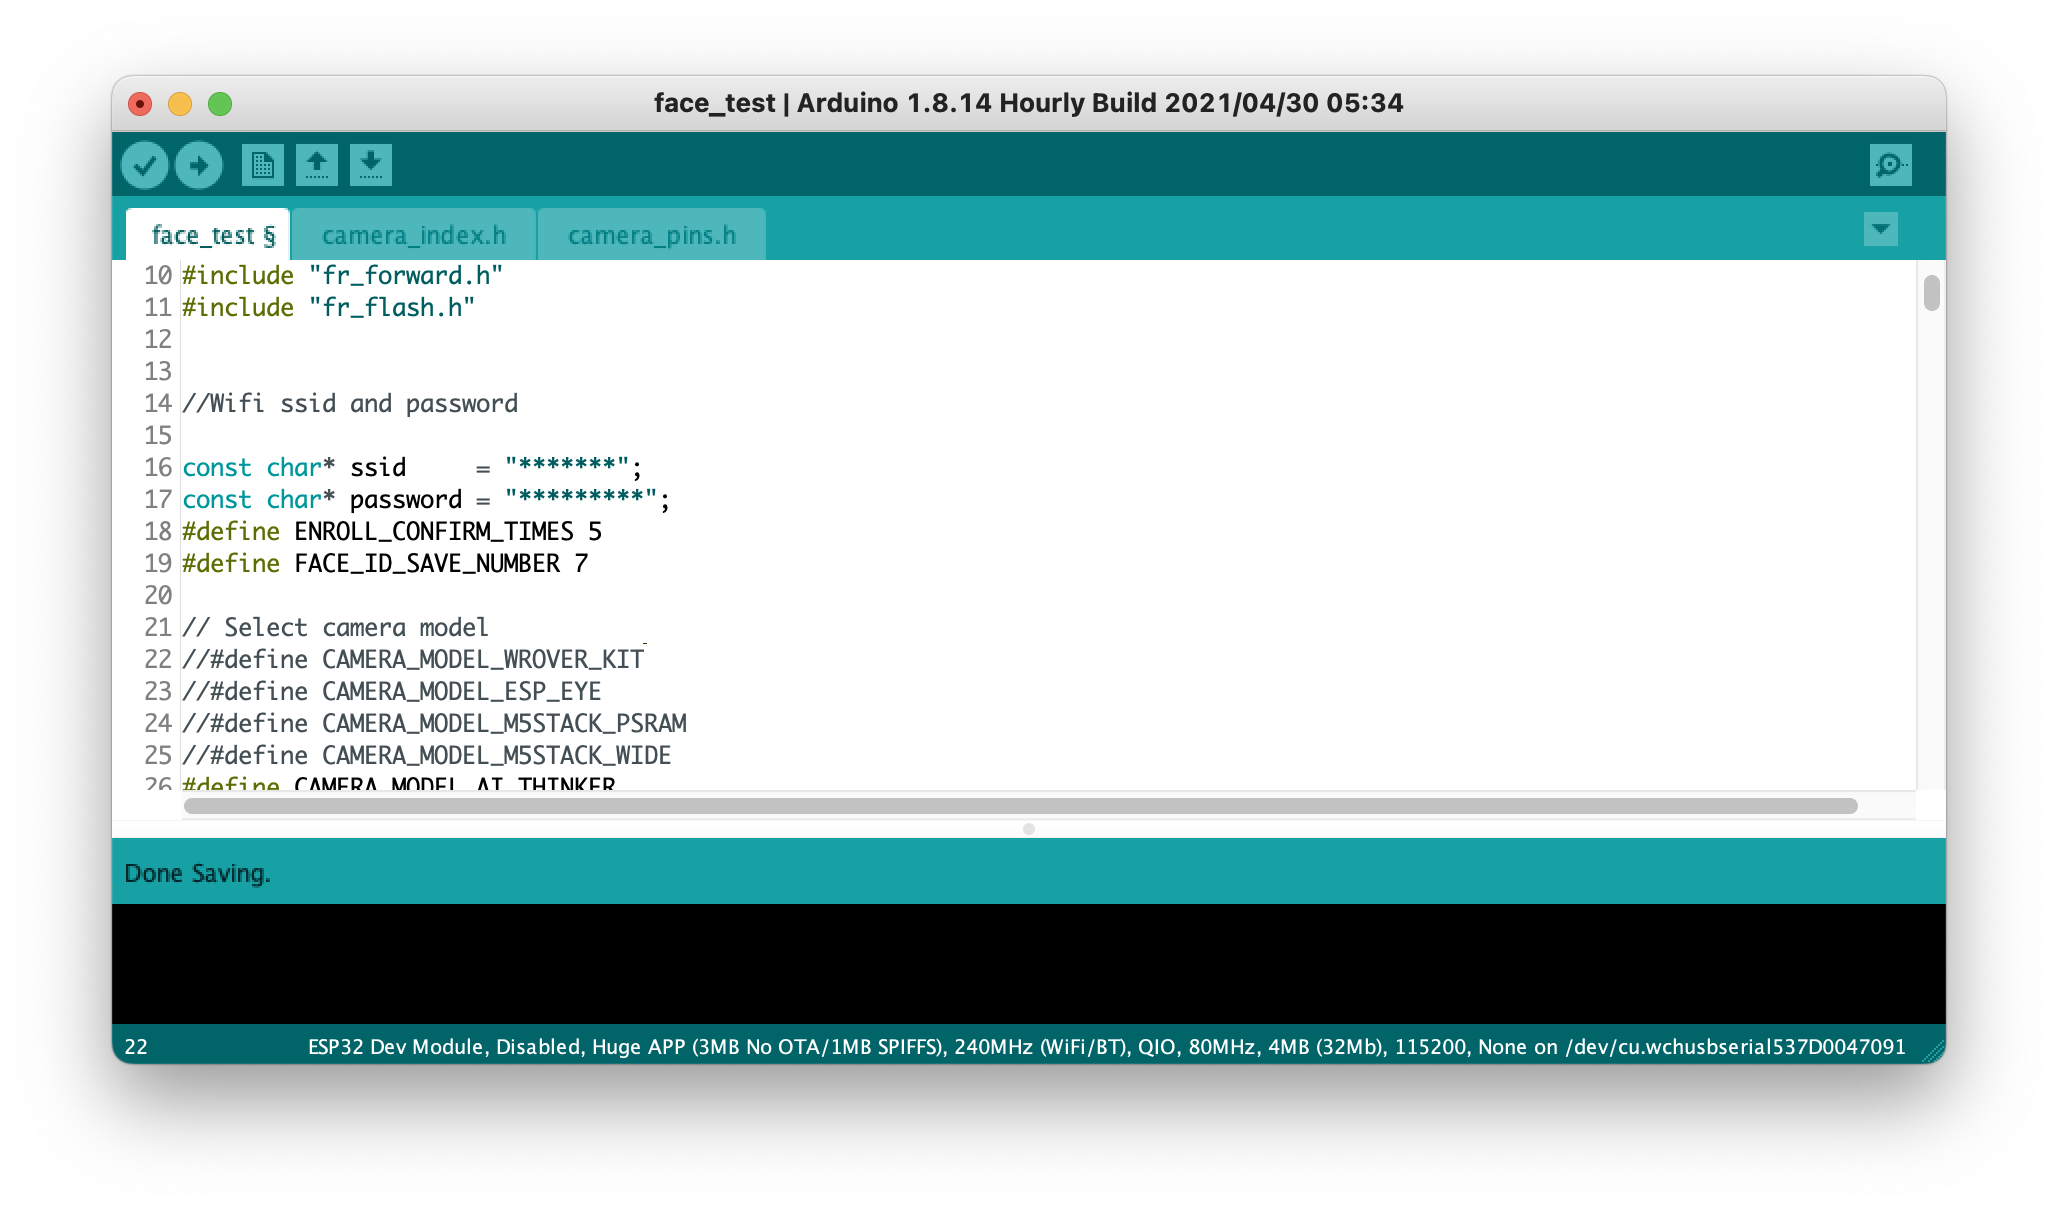 face_test | Arduino 1.8.14 Hourly Build 2021/04/30 05:34
face_test § camera_index.h camera_pins.h
10 #include "fr_forward.h"
11 #include "fr_flash.h"
12
13
14 //Wifi ssid and password
15
16 const char* ssid     = "*******";
17 const char* password = "*********";
18 #define ENROLL_CONFIRM_TIMES 5
19 #define FACE_ID_SAVE_NUMBER 7
20
21 // Select camera model
22 //#define CAMERA_MODEL_WROVER_KIT
23 //#define CAMERA_MODEL_ESP_EYE
24 //#define CAMERA_MODEL_M5STACK_PSRAM
25 //#define CAMERA_MODEL_M5STACK_WIDE
26 #define CAMERA_MODEL_AI_THINKER
Done Saving.
22 ESP32 Dev Module, Disabled, Huge APP (3MB No OTA/1MB SPIFFS), 240MHz (WiFi/BT), QIO, 80MHz, 4MB (32Mb), 115200, None on /dev/cu.wchusbserial537D0047091